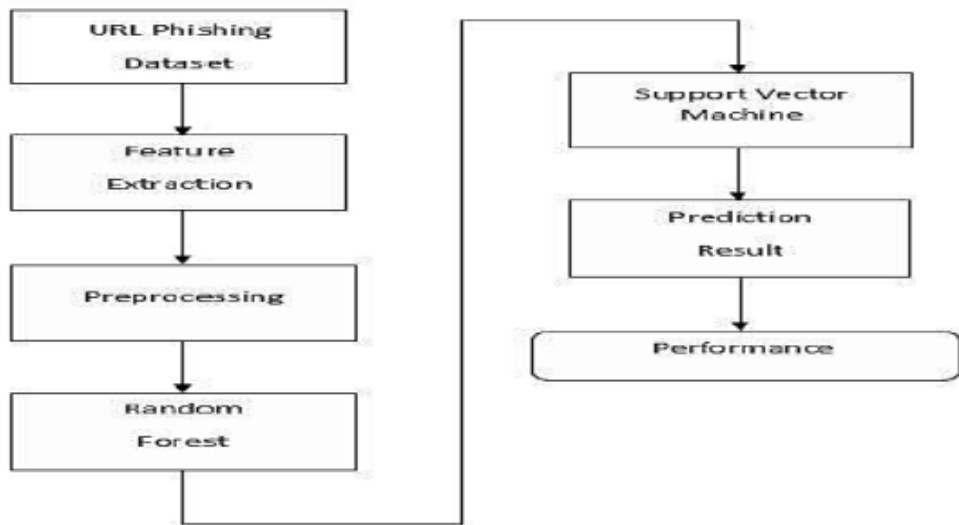 URL Phishing
Dataset
Feature
Extraction
Preprocessing
Random
Forest
Support Vector
Machine
Prediction
Result
Performance